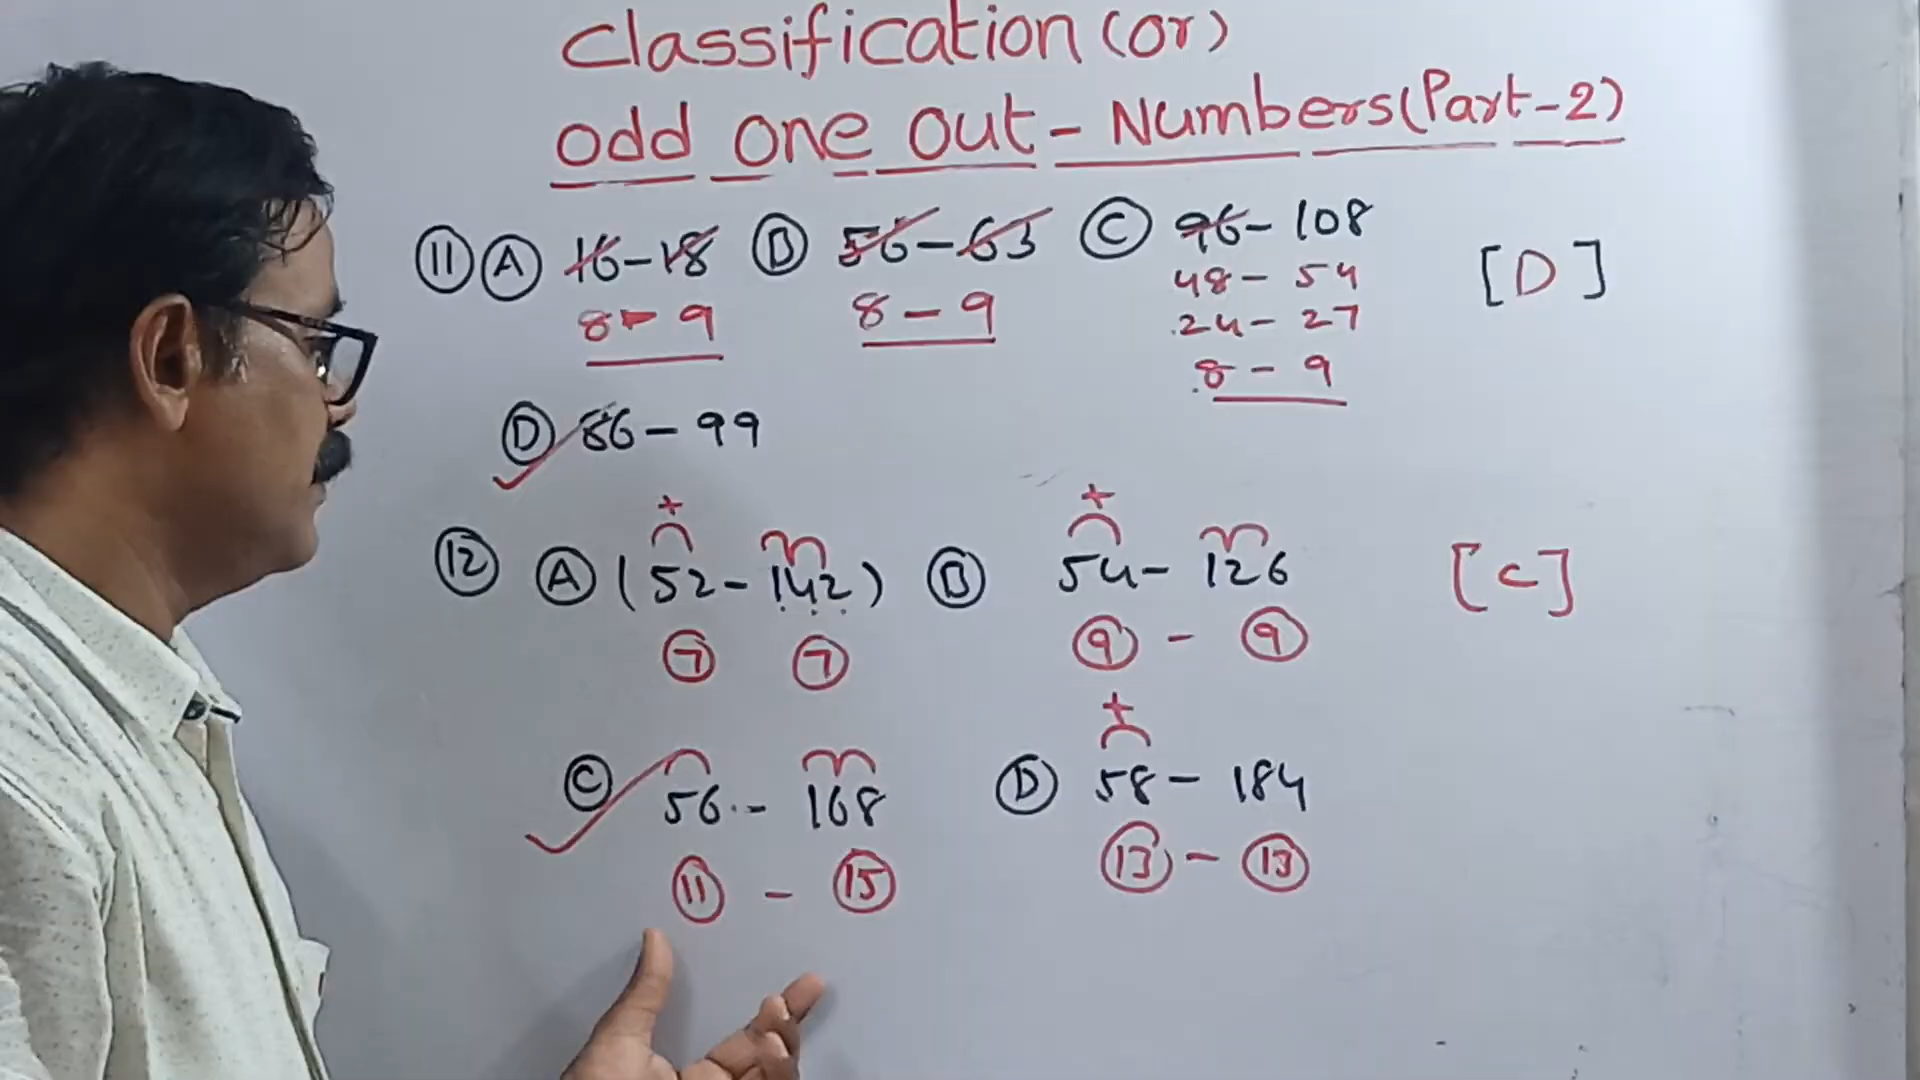 Classification (or)
odd one out - Numbers (Part-2)
11 A 16-18 B 56-63 C 96-108 [D]
8-9 8-9 48-54
24-27
8-9
D 86-99
+ +
12 A (52-142) B 54-126 [C]
7 7 9-9
+
C 56-168 D 58-184
11-15 13-13